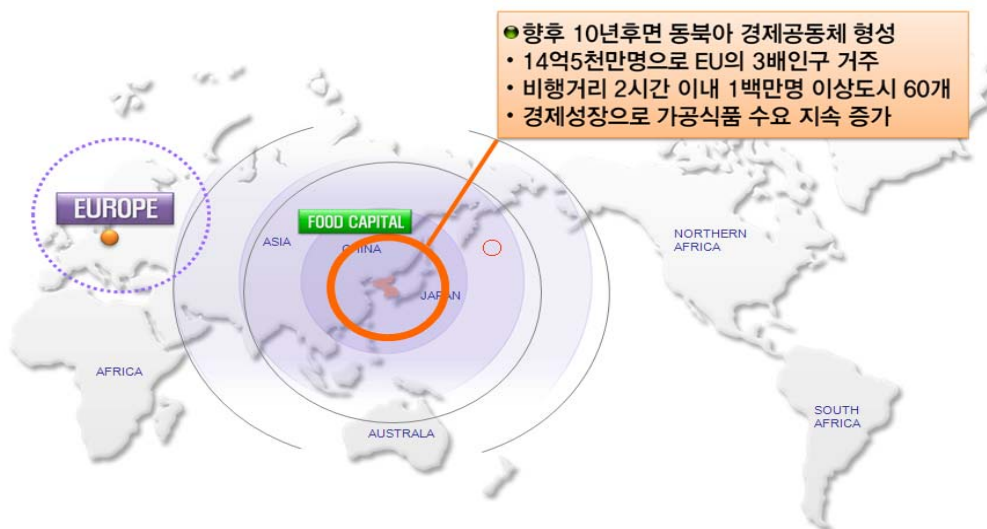 향후 10년후면 동북아 경제공동체 형성
• 14억5천만명으로 EU의 3배인구 거주
• 비행거리 2시간 이내 1백만명 이상도시 60개
• 경제성장으로 가공식품 수요 지속 증가
EUROPE
FOOD CAPITAL
ASIA
CHINA
JAPAN
NORTHERN
AFRICA
AFRICA
AUSTRALA
SOUTH
AFRICA